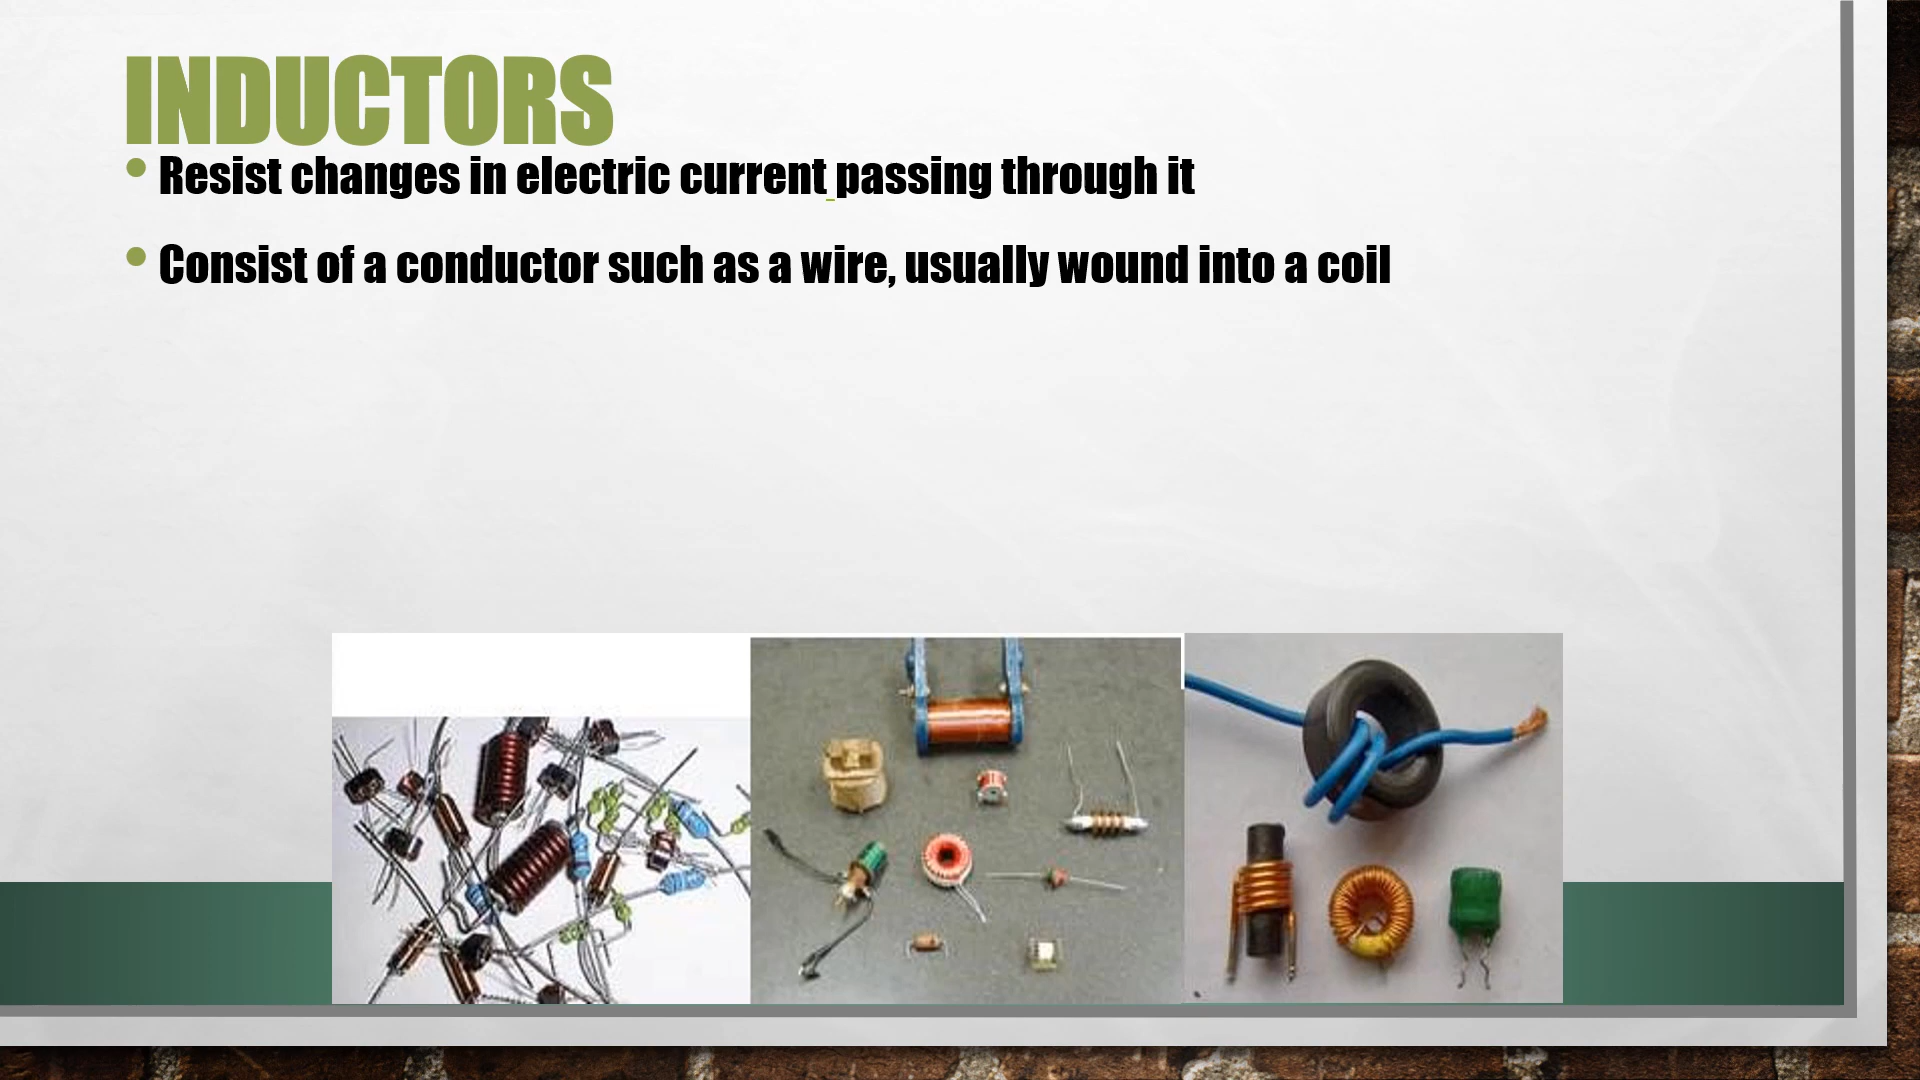 INDUCTORS
• Resist changes in electric current passing through it
• Consist of a conductor such as a wire, usually wound into a coil